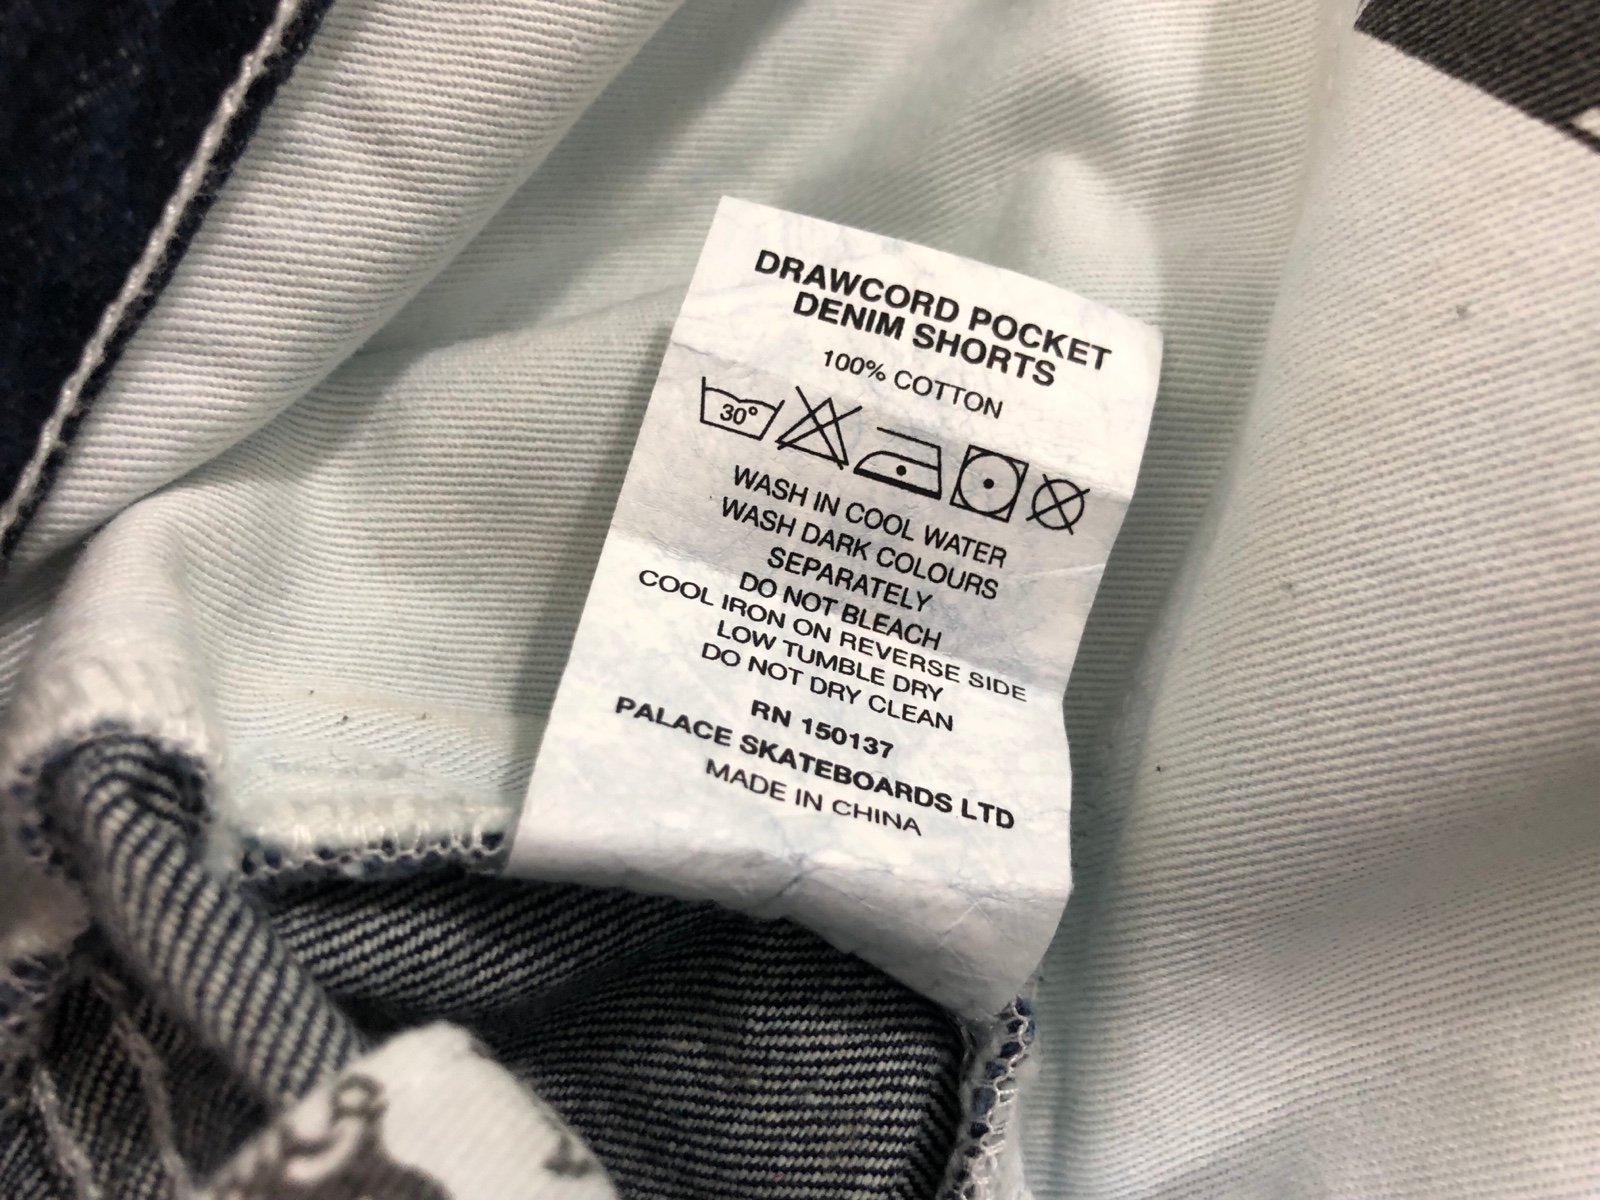 DRAWCORD POCKET
DENIM SHORTS
100% COTTON
30°
WASH IN COOL WATER
WASH DARK COLOURS
SEPARATELY
DO NOT BLEACH
COOL IRON ON REVERSE SIDE
LOW TUMBLE DRY
DO NOT DRY CLEAN
RN 150137
PALACE SKATEBOARDS LTD
MADE IN CHINA